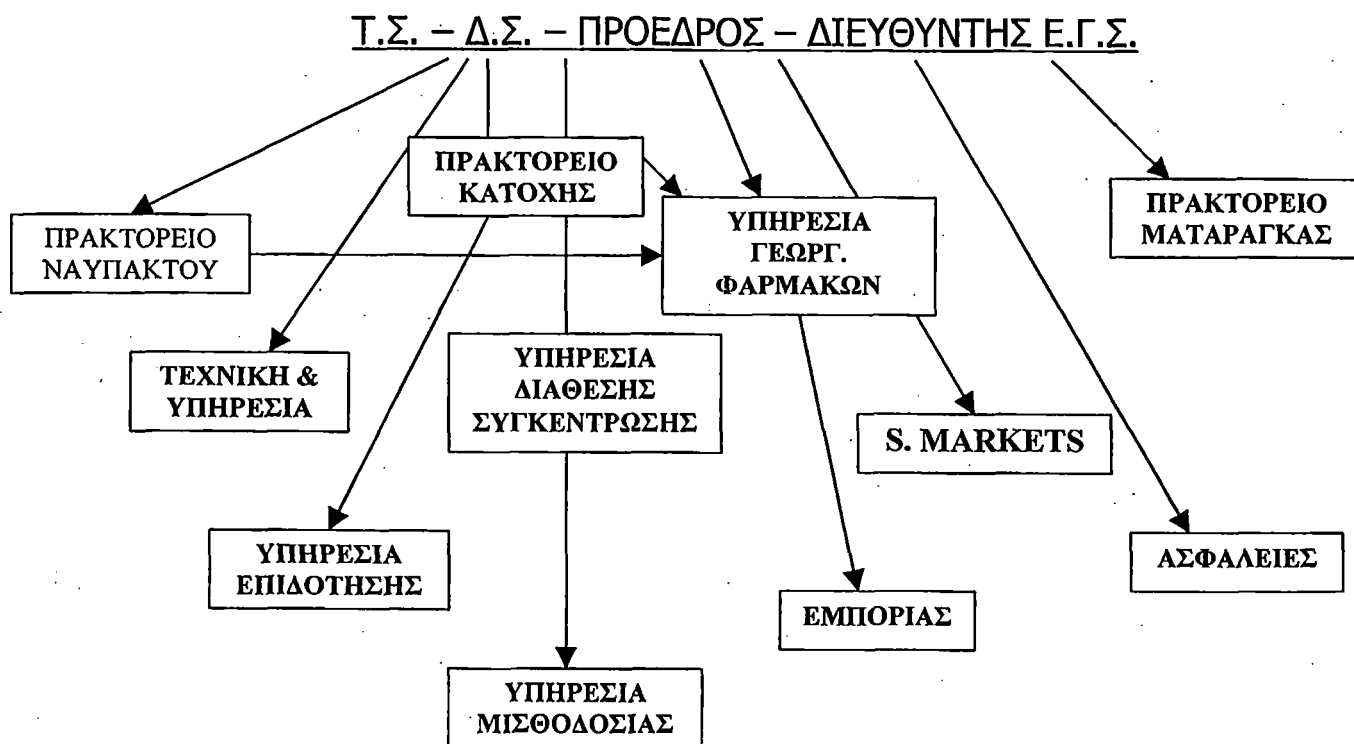 Τ.Σ. – Δ.Σ. – ΠΡΟΕΔΡΟΣ – ΔΙΕΥΘΥΝΤΗΣ Ε.Γ.Σ.
ΠΡΑΚΤΟΡΕΙΟ
ΚΑΤΟΧΗΣ
ΠΡΑΚΤΟΡΕΙΟ
ΜΑΤΑΡΑΓΚΑΣ
ΥΠΗΡΕΣΙΑ
ΓΕΩΡΓ.
ΦΑΡΜΑΚΩΝ
ΠΡΑΚΤΟΡΕΙΟ
ΝΑΥΠΑΚΤΟΥ
ΤΕΧΝΙΚΗ &
ΥΠΗΡΕΣΙΑ
ΥΠΗΡΕΣΙΑ
ΔΙΑΘΕΣΗΣ
ΣΥΓΚΕΝΤΡΩΣΗΣ
S. MARKETS
ΥΠΗΡΕΣΙΑ
ΕΠΙΔΟΤΗΣΗΣ
ΑΣΦΑΛΕΙΕΣ
ΕΜΠΟΡΙΑΣ
ΥΠΗΡΕΣΙΑ
ΜΙΣΘΟΔΟΣΙΑΣ